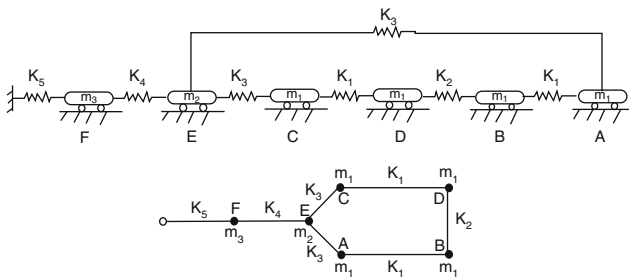 K3
K5 K4 K3 K1 K2 K1
m3 m2 m1 m1 m1 m1
F E C D B A
m1 K1 m1
K3 C D
K5 F K4 E K2
m3 m2 A B
K3
m1 K1 m1